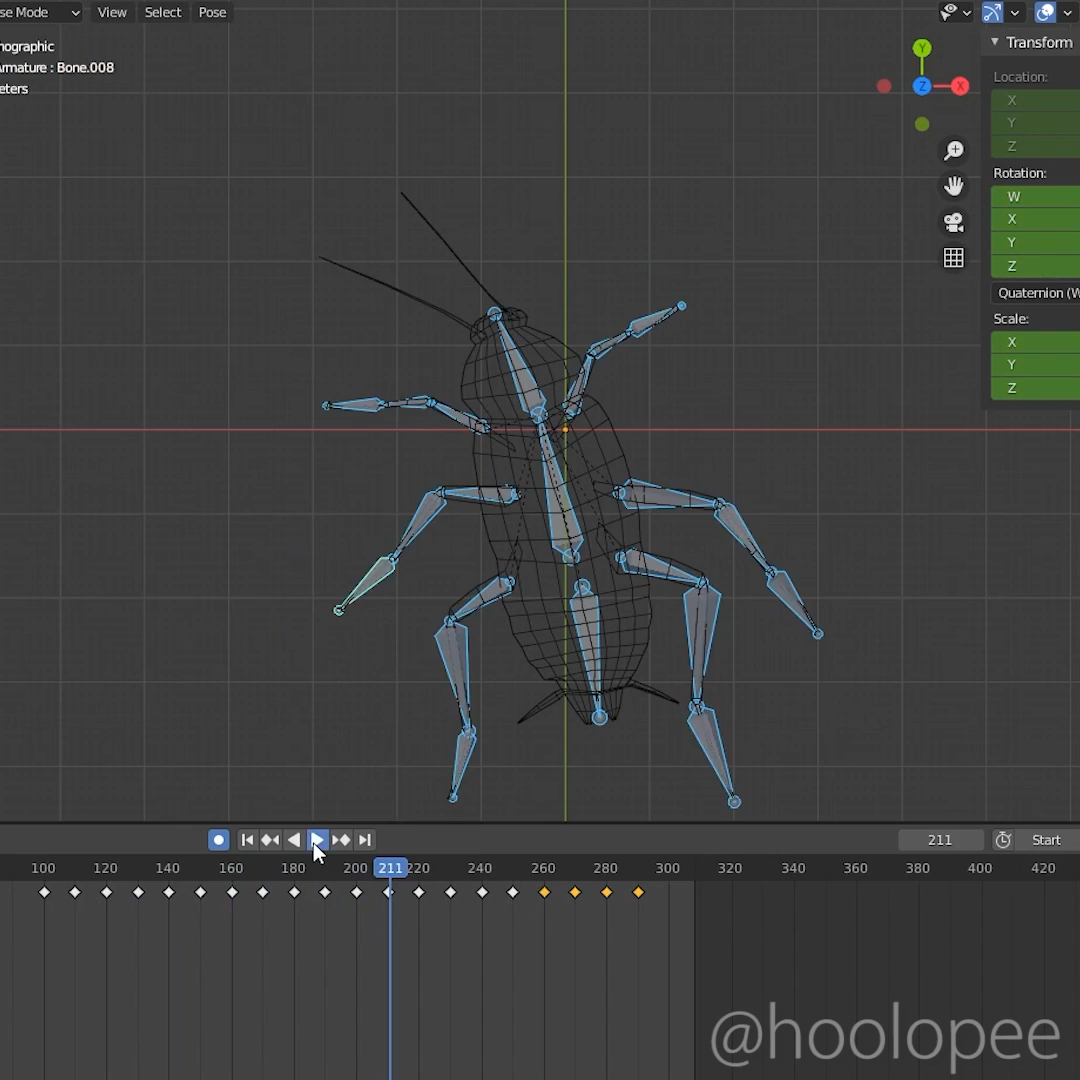 se Mode View Select Pose
nographic
rmature : Bone.008
eters
Y
Z X
Transform
Location:
X
Y
Z
Rotation:
W
X
Y
Z
Quaternion (W
Scale:
X
Y
Z
211 Start
100 120 140 160 180 200 211 220 240 260 280 300 320 340 360 380 400 420
@hoolopee